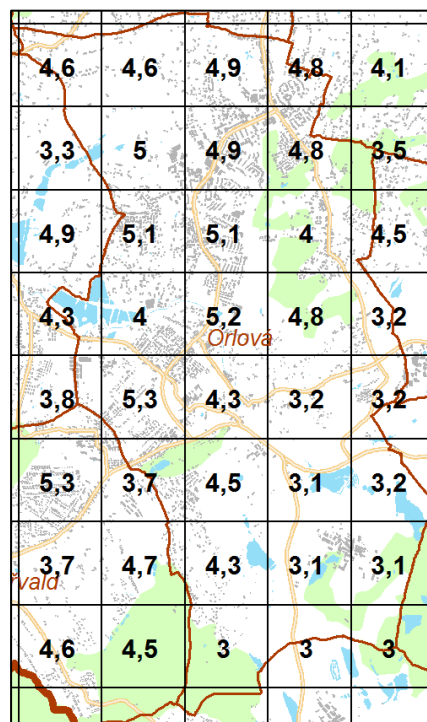 4,6 4,6 4,9 4,8 4,1
3,3 5 4,9 4,8 3,5
4,9 5,1 5,1 4 4,5
4,3 4 5,2 4,8 3,2
Orlová
3,8 5,3 4,3 3,2 3,2
5,3 3,7 4,5 3,1 3,2
3,7 4,7 4,3 3,1 3,1
vald
4,6 4,5 3 3 3